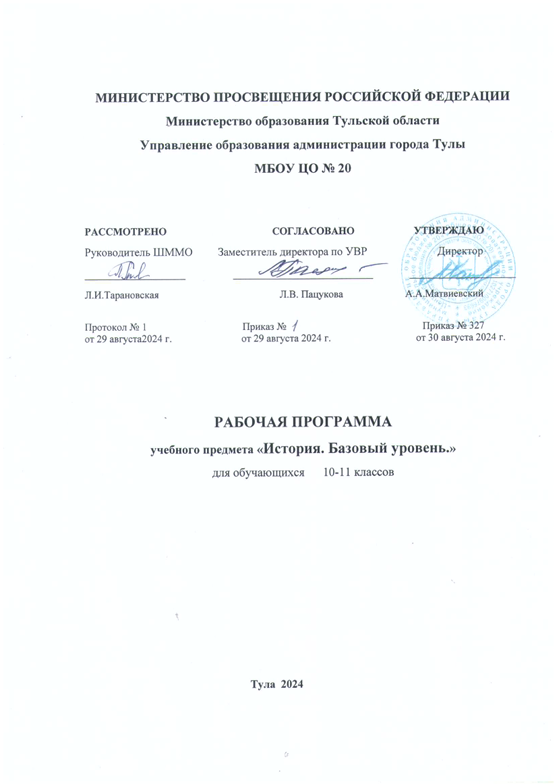 МИНИСТЕРСТВО ПРОСВЕЩЕНИЯ РОССИЙСКОЙ ФЕДЕРАЦИИ
Министерство образования Тульской области
Управление образования администрации города Тулы
МБОУ ЦО № 20
РАССМОТРЕНО СОГЛАСОВАНО УТВЕРЖДАЮ
Руководитель ШММО Заместитель директора по УВР Директор
Л.И.Тарановская Л.В. Пацукова А.А.Матвиевский
Протокол № 1 Приказ № 1 Приказ № 327
от 29 августа2024 г. от 29 августа 2024 г. от 30 августа 2024 г.
РАБОЧАЯ ПРОГРАММА
учебного предмета «История. Базовый уровень.»
для обучающихся 10-11 классов
Тула 2024